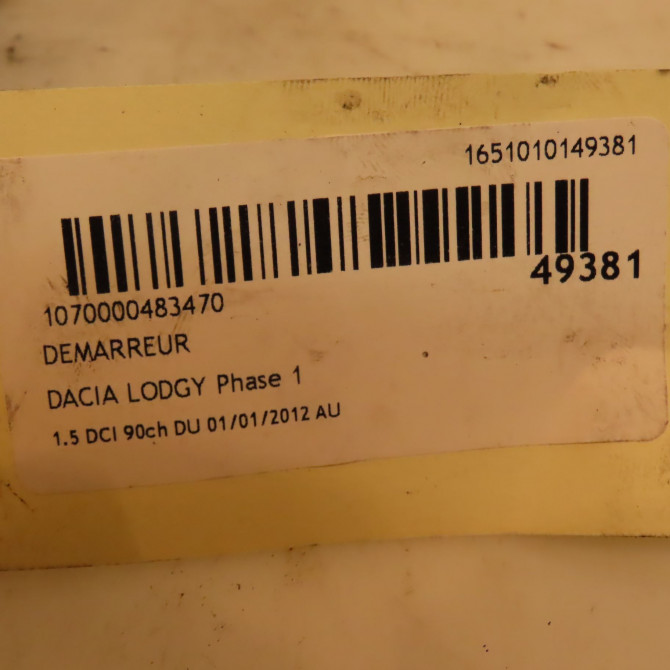 1651010149381
49381
1070000483470
DEMARREUR
DACIA LODGY Phase 1
1.5 DCI 90ch DU 01/01/2012 AU